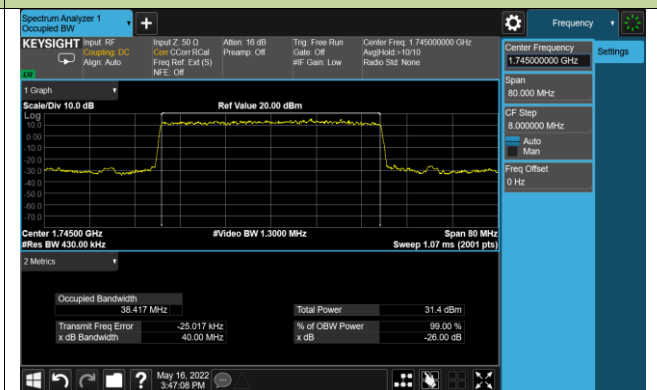 Spectrum Analyzer 1
Occupied BW
+
Frequency
KEYSIGHT
Input: RF
Coupling: DC
Align: Auto
Input Z: 50 Ω
Corr CCorr RCal
Freq Ref: Ext (S)
NFE: Off
Atten: 16 dB
Preamp: Off
Trig: Free Run
Gate: Off
#IF Gain: Low
Center Freq: 1.745000000 GHz
Avg|Hold:>10/10
Radio Std: None
Center Frequency
1.745000000 GHz
Settings
Span
80.000 MHz
CF Step
8.000000 MHz
Auto
Man
Freq Offset
0 Hz
1 Graph
Scale/Div 10.0 dB
Ref Value 20.00 dBm
Log
10.0
0.00
-10.0
-20.0
-30.0
-40.0
-50.0
-60.0
-70.0
Center 1.74500 GHz
#Video BW 1.3000 MHz
Span 80 MHz
#Res BW 430.00 kHz
Sweep 1.07 ms (2001 pts)
2 Metrics
Occupied Bandwidth
38.417 MHz
Total Power
31.4 dBm
Transmit Freq Error
-25.017 kHz
% of OBW Power
99.00 %
x dB Bandwidth
40.00 MHz
x dB
-26.00 dB
?
May 16, 2022
3:47:08 PM